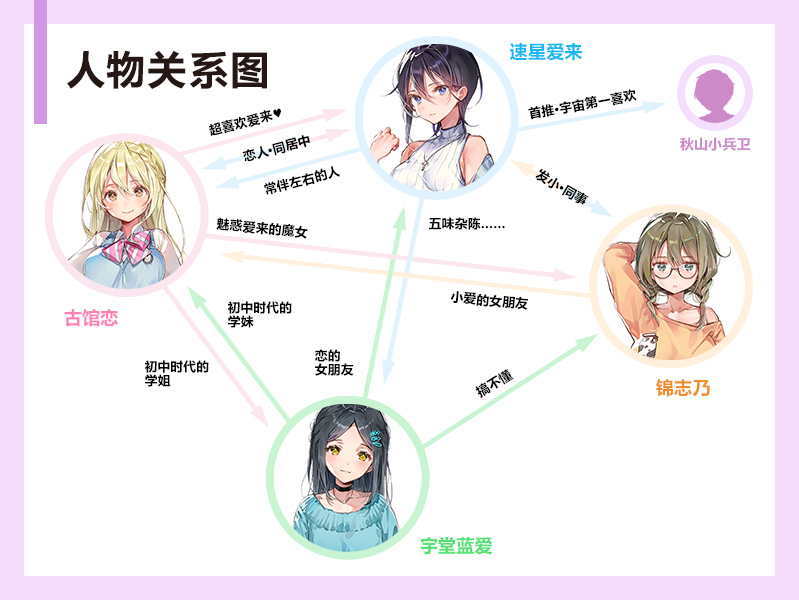 人物关系图
速星爱来
超喜欢爱来♥
恋人•同居中
常伴左右的人
首推•宇宙第一喜欢
秋山小兵卫
发小•同事
魅惑爱来的魔女
五味杂陈……
小爱的女朋友
古馆恋
初中时代的
学妹
初中时代的
学姐
恋的
女朋友
搞不懂
锦志乃
宇堂蓝爱